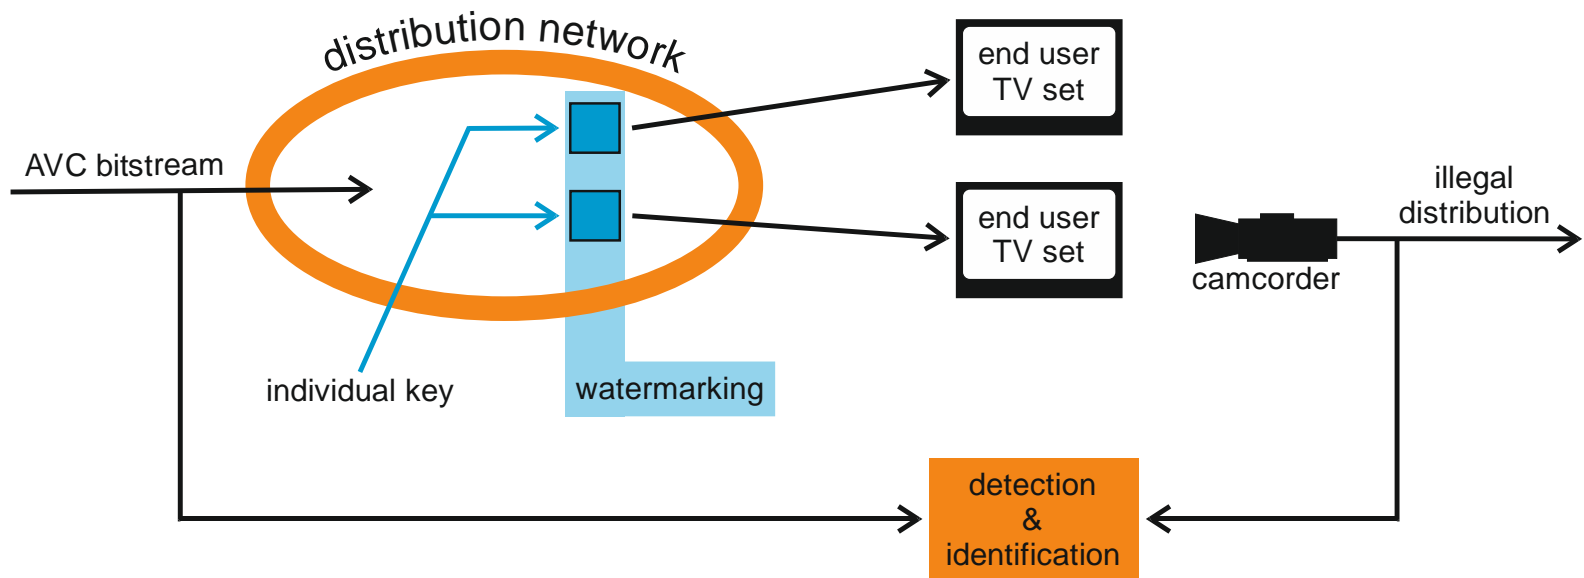 distribution network
end user
TV set
AVC bitstream
illegal
distribution
end user
TV set
camcorder
individual key
watermarking
detection
&
identification